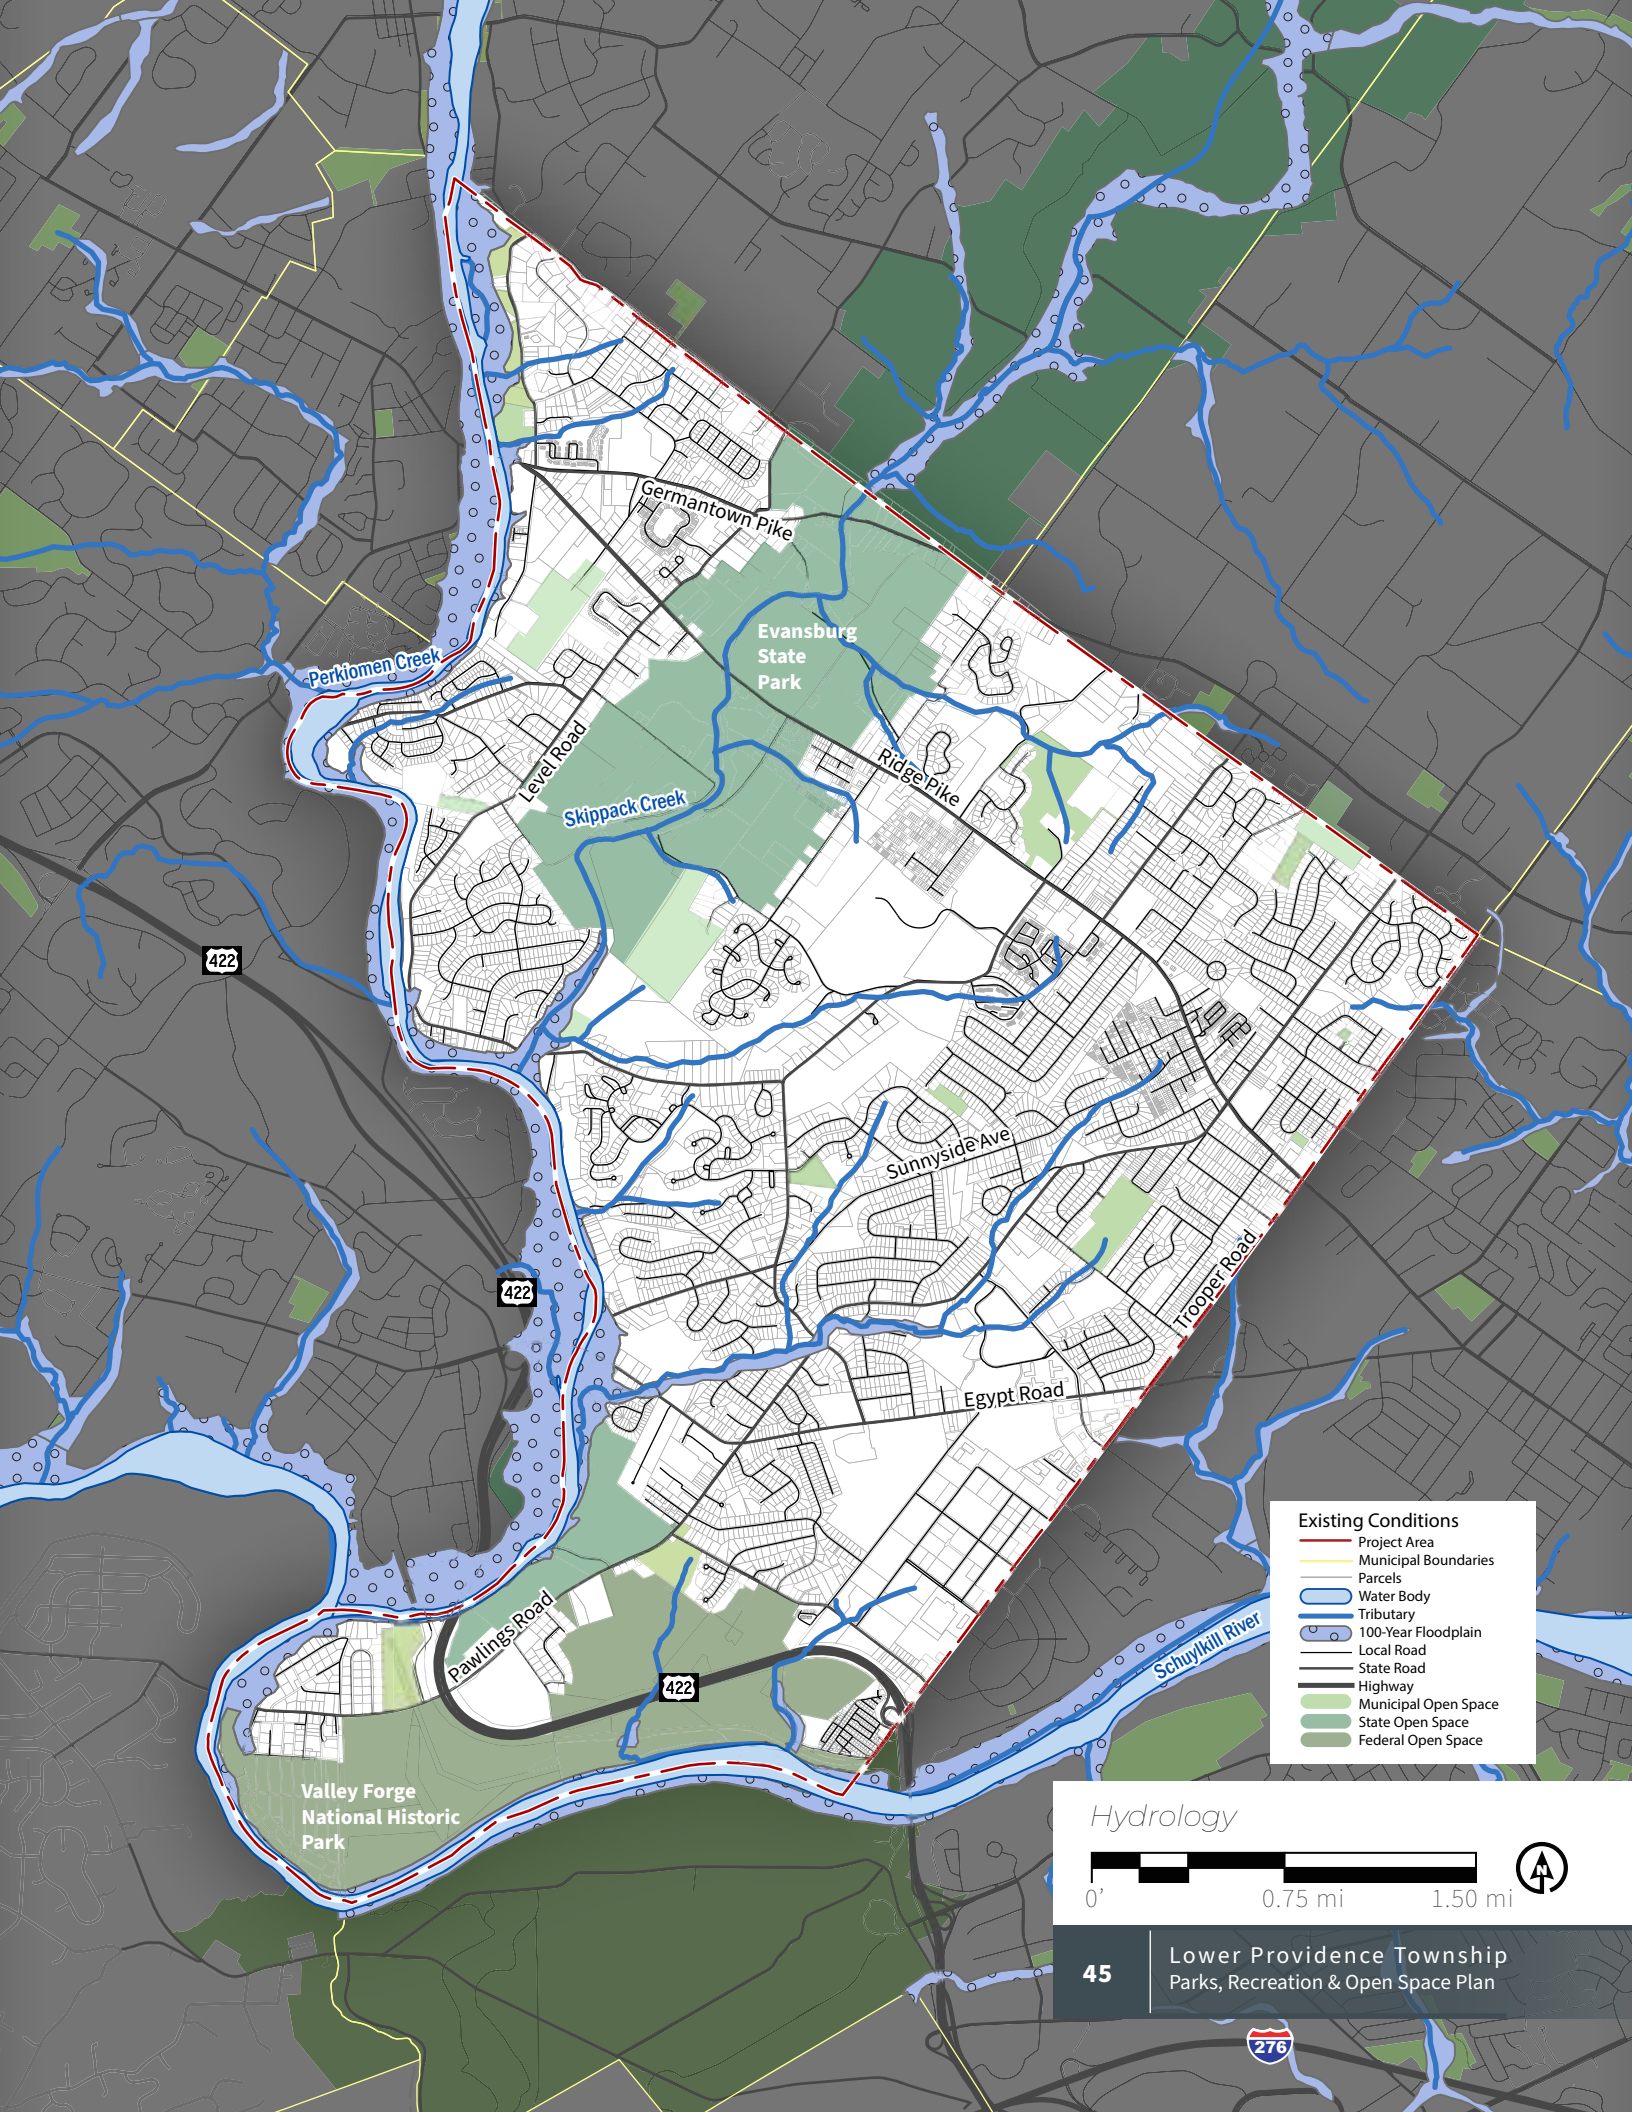 Germantown Pike
Evansburg
State
Park
Perkiomen Creek
Level Road
Ridge Pike
Skippack Creek
422
Sunnyside Ave
422
Trooper Road
Egypt Road
Pawlings Road
422
Schuylkill River
Valley Forge
National Historic
Park
Existing Conditions
Project Area
Municipal Boundaries
Parcels
Water Body
Tributary
100-Year Floodplain
Local Road
State Road
Highway
Municipal Open Space
State Open Space
Federal Open Space
Hydrology
N
0' 0.75 mi 1.50 mi
45
Lower Providence Township
Parks, Recreation & Open Space Plan
276